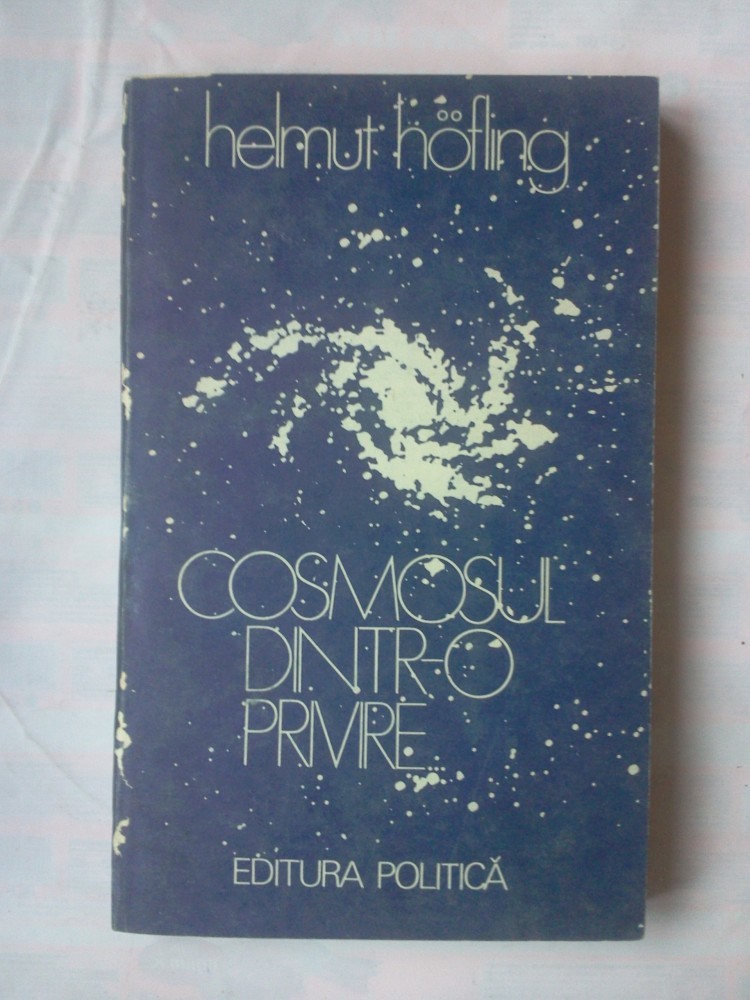 helmut höfling
COSMOSUL
DINTR-O
PRIVIRE...
EDITURA POLITICĂ